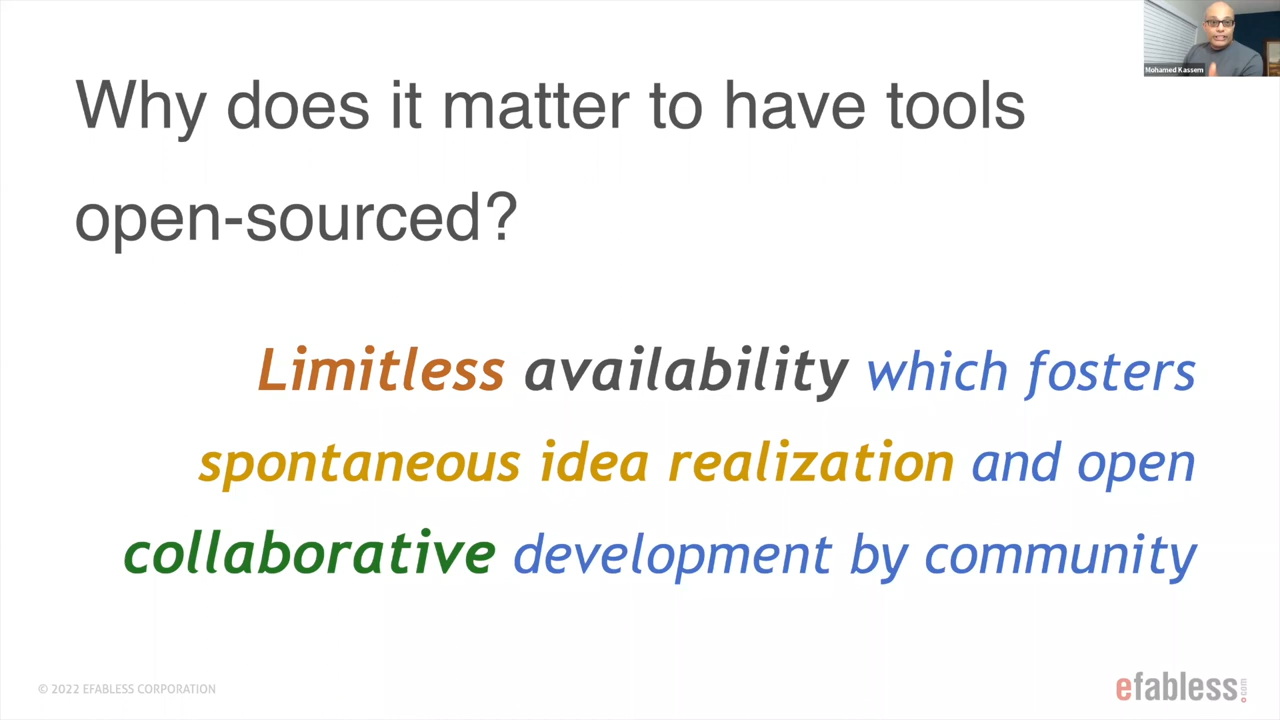 Mohamed Kassem
Why does it matter to have tools
open-sourced?
Limitless availability which fosters
spontaneous idea realization and open
collaborative development by community
© 2022 EFABLESS CORPORATION
efabless.com